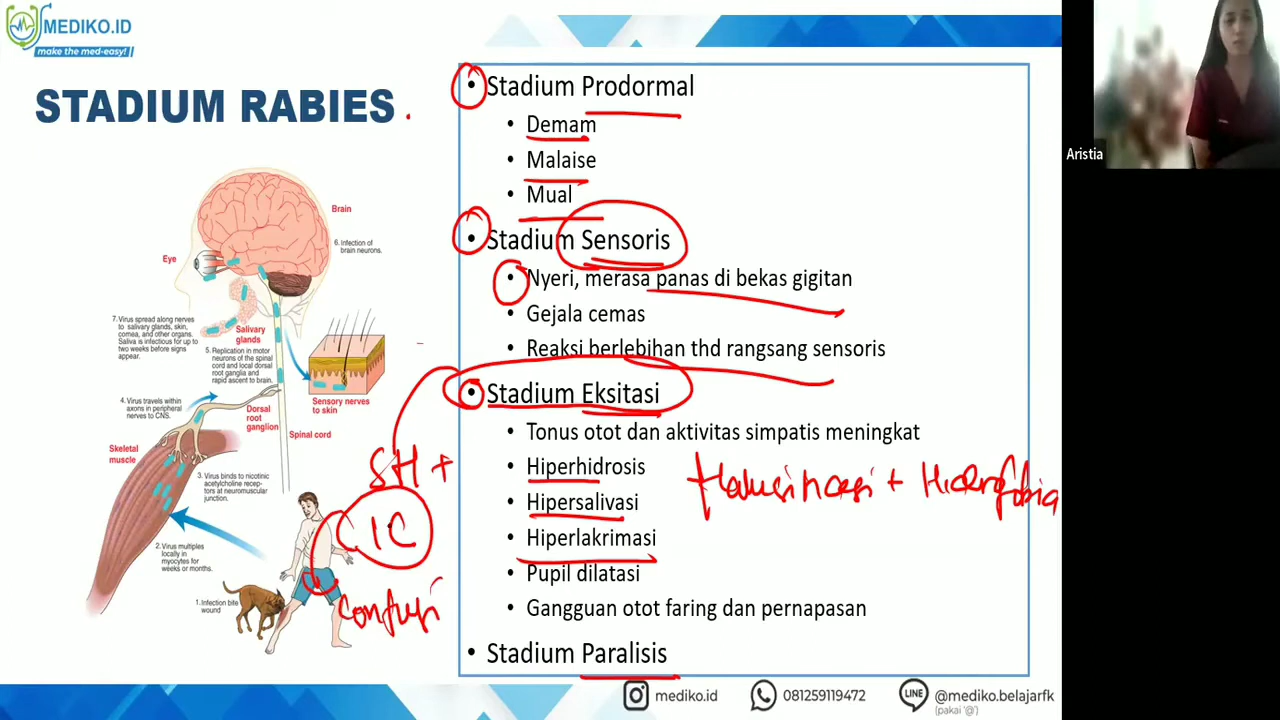 MEDIKO.ID
make the med-easy!
STADIUM RABIES
• Stadium Prodormal
• Demam
• Malaise
• Mual
• Stadium Sensoris
• Nyeri, merasa panas di bekas gigitan
• Gejala cemas
• Reaksi berlebihan thd rangsang sensoris
• Stadium Eksitasi
• Tonus otot dan aktivitas simpatis meningkat
• Hiperhidrosis
• Hipersalivasi
• Hiperlakrimasi
• Pupil dilatasi
• Gangguan otot faring dan pernapasan
• Stadium Paralisis
Halusinasi + Hidrofobia
SH +
IC
Confusi
Brain
6. Infection of
brain neurons.
Eye
7. Virus spread along nerves
to salivary glands, skin,
cornea, and other organs.
Saliva is infectious for up to
two weeks before signs
appear.
Salivary
glands
5. Replication in motor
neurons of the spinal
cord and local dorsal
root ganglia and
rapid ascent to brain.
Sensory nerves
to skin
4. Virus travels within
axons in peripheral
nerves to CNS.
Dorsal
root
ganglion
Spinal cord
Skeletal
muscle
3. Virus binds to nicotinic
acetylcholine recep-
tors at neuromuscular
junction.
2. Virus multiples
locally in
myocytes for
weeks or months.
1. Infection bite
wound
mediko.id
081259119472
LINE
@mediko.belajarfk
(pakai '@')
Aristia